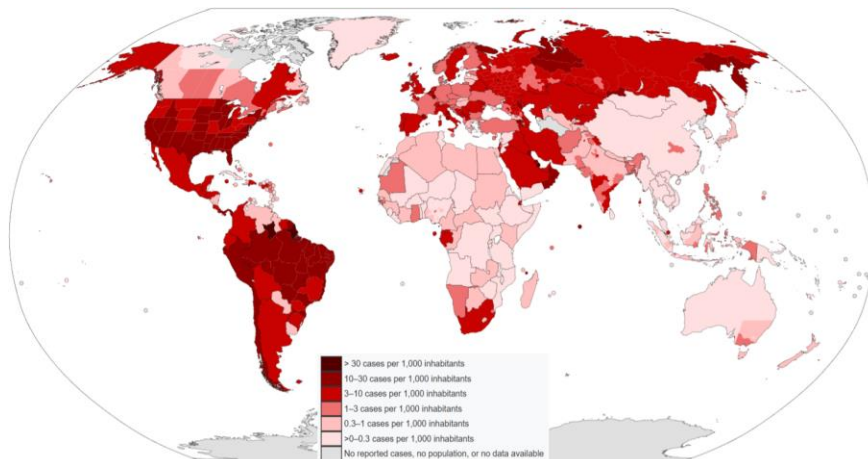 > 30 cases per 1,000 inhabitants
10–30 cases per 1,000 inhabitants
3–10 cases per 1,000 inhabitants
1–3 cases per 1,000 inhabitants
0.3–1 cases per 1,000 inhabitants
>0–0.3 cases per 1,000 inhabitants
No reported cases, no population, or no data available